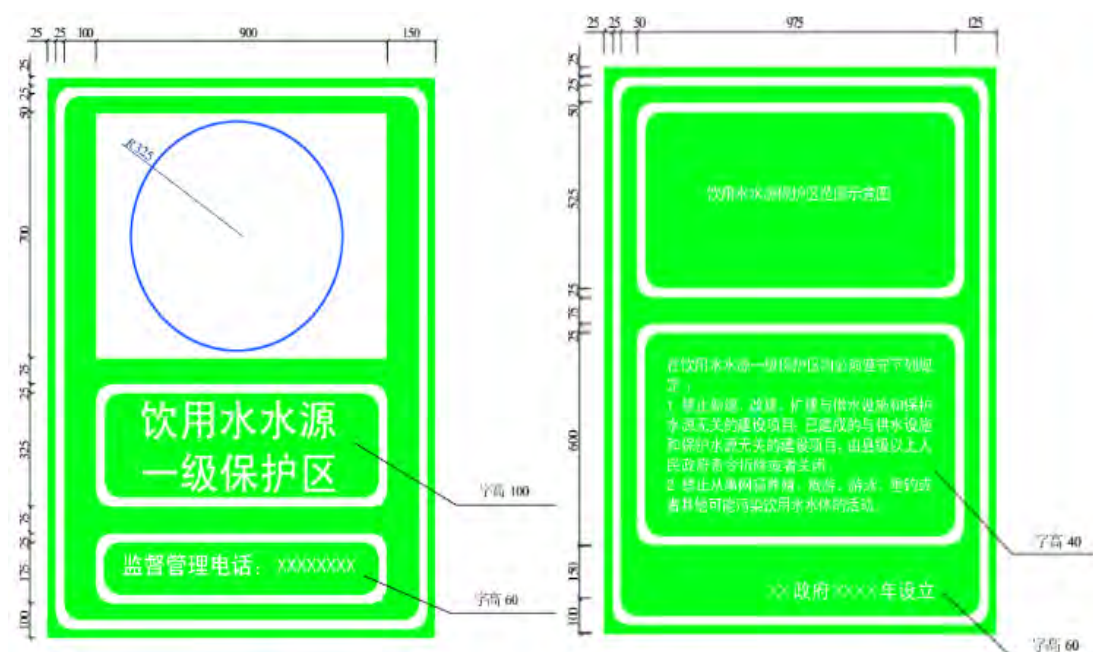 25 25 100 900 150
25 25 50 700 75 25 325 75 25 175 100
R325
饮用水水源
一级保护区
字高 100
监督管理电话：XXXXXXXX
字高 60
25 25 50 975 125
25 25 50 525 25 75 25 600 150 100
饮用水水源保护区范围示意图
在饮用水水源一级保护区内必须遵守下列规
定：
1. 禁止新建、改建、扩建与供水设施和保护
水源无关的建设项目；已建成的与供水设施
和保护水源无关的建设项目，由县级以上人
民政府责令拆除或者关闭。
2. 禁止从事网箱养殖、旅游、游泳、垂钓或
者其他可能污染饮用水水体的活动。
字高 40
XX 政府 XXXX 年设立
字高 60